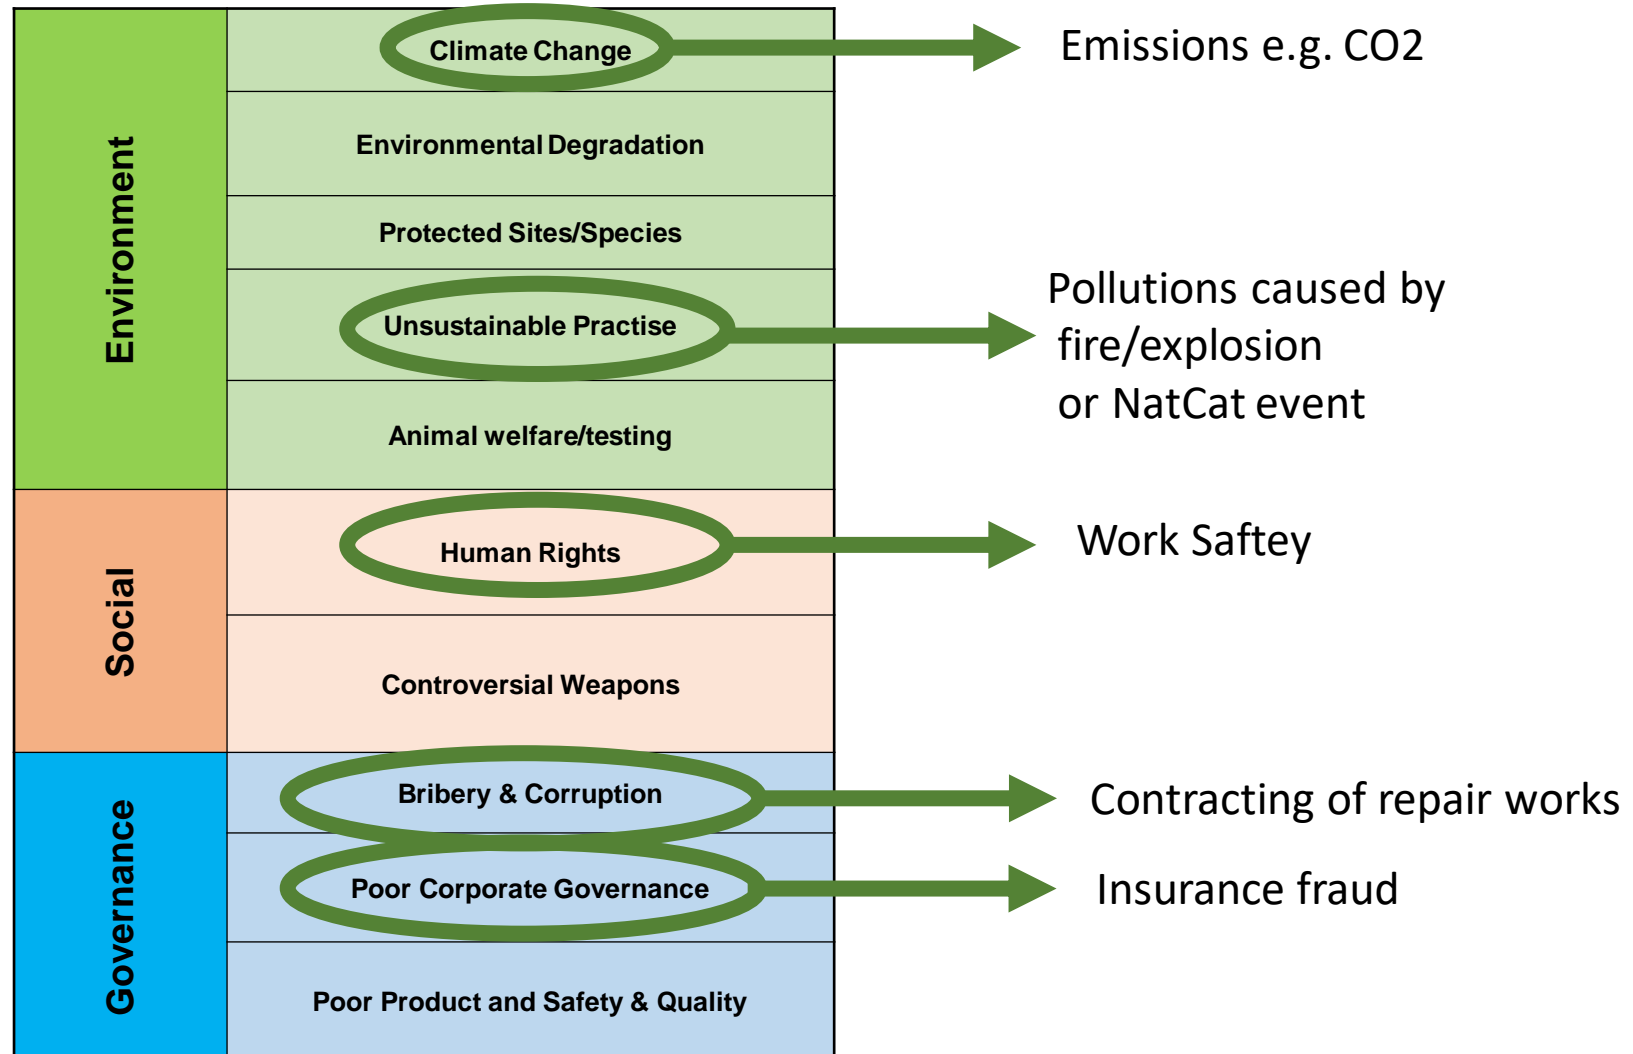 Environment
Climate Change
Emissions e.g. CO2
Environmental Degradation
Protected Sites/Species
Unsustainable Practise
Pollutions caused by
fire/explosion
or NatCat event
Animal welfare/testing
Social
Human Rights
Work Saftey
Controversial Weapons
Governance
Bribery & Corruption
Contracting of repair works
Poor Corporate Governance
Insurance fraud
Poor Product and Safety & Quality